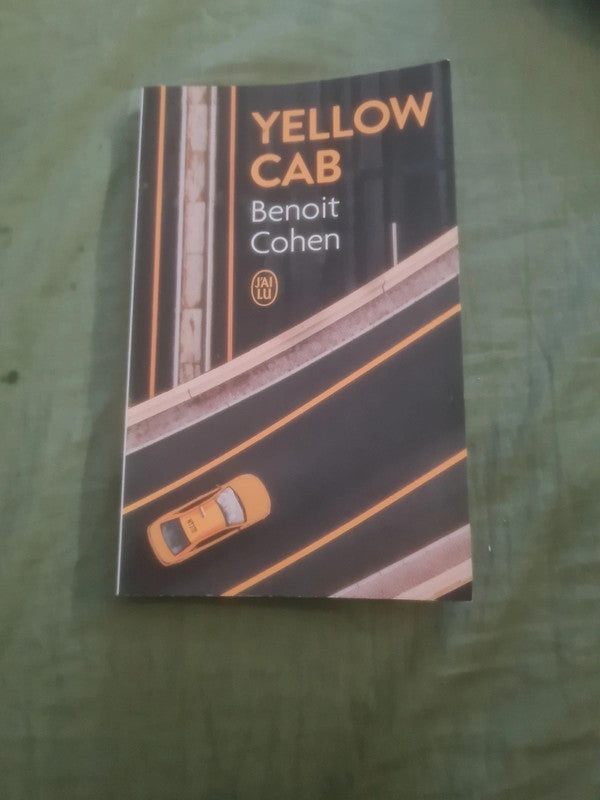 YELLOW
CAB
Benoit
Cohen
J'AI
LU